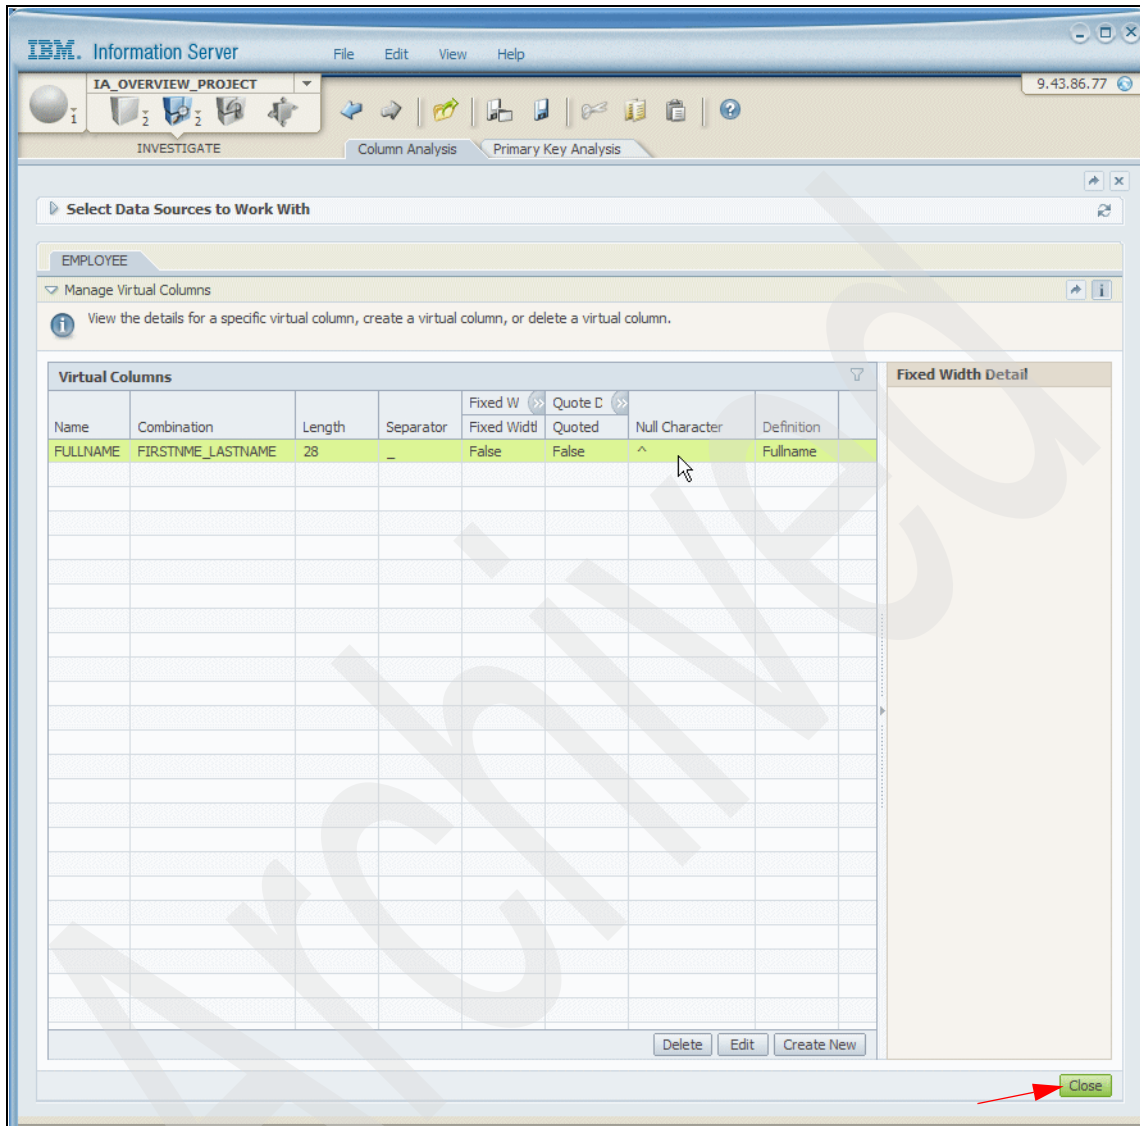 IBM. Information Server File Edit View Help
IA_OVERVIEW_PROJECT
9.43.86.77
1 2 2
INVESTIGATE
Column Analysis Primary Key Analysis
Select Data Sources to Work With
EMPLOYEE
Manage Virtual Columns
View the details for a specific virtual column, create a virtual column, or delete a virtual column.
Virtual Columns
Fixed Width Detail
Fixed W Quote D
Name Combination Length Separator Fixed Widtl Quoted Null Character Definition
FULLNAME FIRSTNME_LASTNAME 28 _ False False ^ Fullname
Delete Edit Create New
Close
Archived